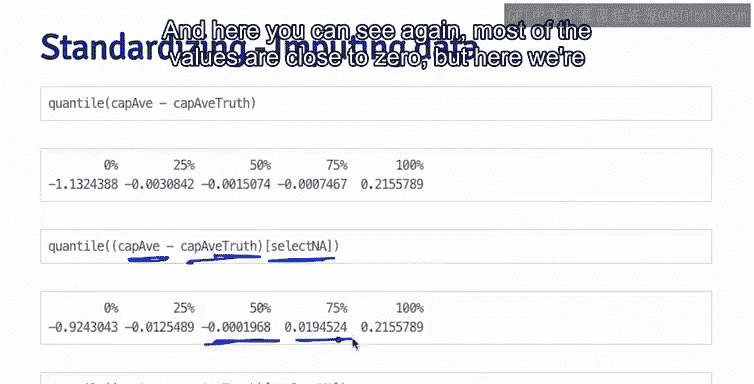 And here you can see again, most of the
Standardizing - Imputing data
values are close to zero, but here we're
quantile(capAve - capAveTruth)
0% 25% 50% 75% 100%
-1.1324388 -0.0030842 -0.0015074 -0.0007467 0.2155789
quantile((capAve - capAveTruth)[selectNA])
0% 25% 50% 75% 100%
-0.9243043 -0.0125489 -0.0001968 0.0194524 0.2155789